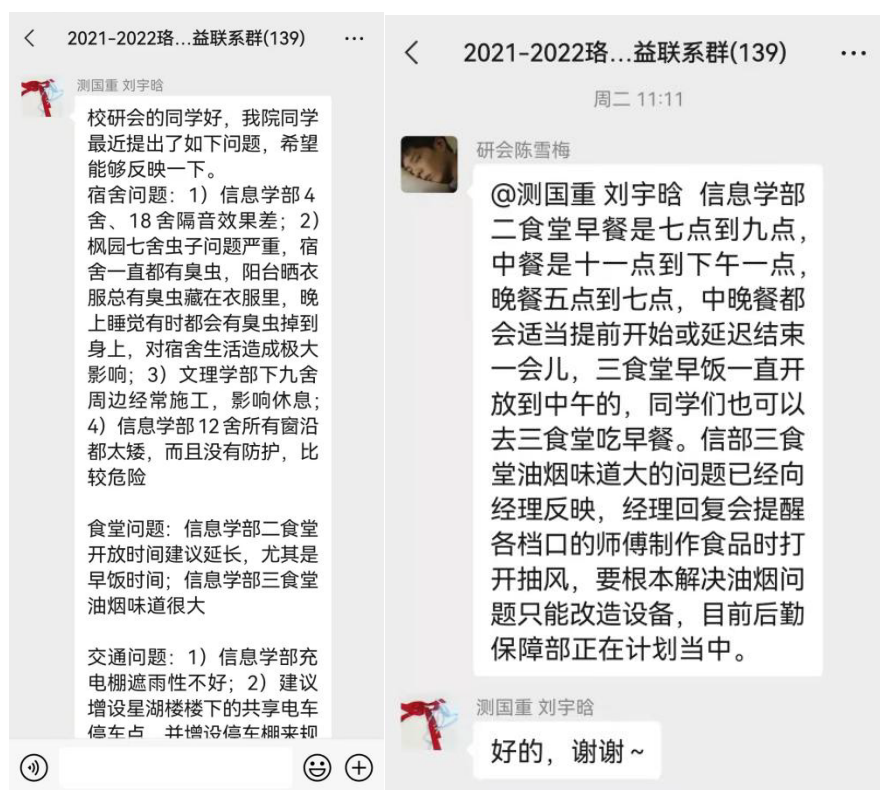 2021-2022珞...益联系群(139)
测国重 刘宇晗
校研会的同学好，我院同学
最近提出了如下问题，希望
能够反映一下。
宿舍问题：1）信息学部4
舍、18舍隔音效果差；2）
枫园七舍虫子问题严重，宿
舍一直都有臭虫，阳台晒衣
服总有臭虫藏在衣服里，晚
上睡觉有时都会有臭虫掉到
身上，对宿舍生活造成极大
影响；3）文理学部下九舍
周边经常施工，影响休息；
4）信息学部12舍所有窗沿
都太矮，而且没有防护，比
较危险
食堂问题：信息学部二食堂
开放时间建议延长，尤其是
早饭时间；信息学部三食堂
油烟味道很大
交通问题：1）信息学部充
电棚遮雨性不好；2）建议
增设星湖楼楼下的共享电车
停车点，并增设停车棚来规
2021-2022珞...益联系群(139)
周二 11:11
研会陈雪梅
@测国重 刘宇晗 信息学部
二食堂早餐是七点到九点，
中餐是十一点到下午一点，
晚餐五点到七点，中晚餐都
会适当提前开始或延迟结束
一会儿，三食堂早饭一直开
放到中午的，同学们也可以
去三食堂吃早餐。信部三食
堂油烟味道大的问题已经向
经理反映，经理回复会提醒
各档口的师傅制作食品时打
开抽风，要根本解决油烟问
题只能改造设备，目前后勤
保障部正在计划当中。
测国重 刘宇晗
好的，谢谢~